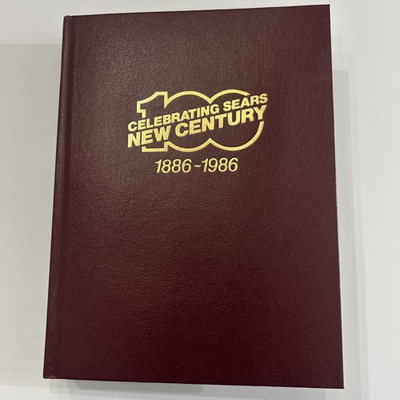 100
CELEBRATING SEARS
NEW CENTURY
1886~1986